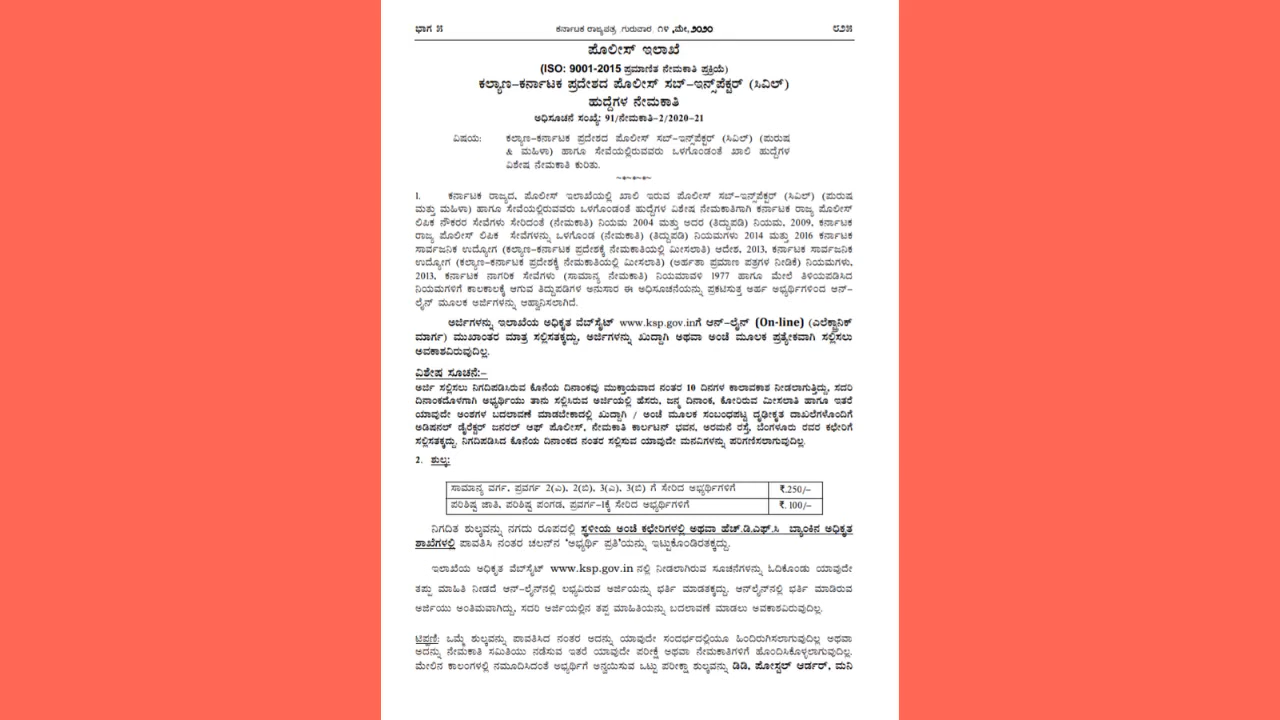 ಭಾಗ ೫ ಕರ್ನಾಟಕ ರಾಜ್ಯಪತ್ರ, ಗುರುವಾರ, ೧೪ ,ಮೇ,೨೦೨೦ ೮೭೫
ಪೊಲೀಸ್ ಇಲಾಖೆ
(ISO: 9001-2015 ಪ್ರಮಾಣಿತ ನೇಮಕಾತಿ ಪ್ರಕ್ರಿಯೆ)
ಕಲ್ಯಾಣ–ಕರ್ನಾಟಕ ಪ್ರದೇಶದ ಪೊಲೀಸ್ ಸಬ್–ಇನ್ಸ್‌ಪೆಕ್ಟರ್ (ಸಿವಿಲ್)
ಹುದ್ದೆಗಳ ನೇಮಕಾತಿ
ಅಧಿಸೂಚನೆ ಸಂಖ್ಯೆ: 91/ನೇಮಕಾತಿ–2/2020–21
ವಿಷಯ: ಕಲ್ಯಾಣ–ಕರ್ನಾಟಕ ಪ್ರದೇಶದ ಪೊಲೀಸ್ ಸಬ್–ಇನ್ಸ್‌ಪೆಕ್ಟರ್ (ಸಿವಿಲ್) (ಪುರುಷ
& ಮಹಿಳಾ) ಹಾಗೂ ಸೇವೆಯಲ್ಲಿರುವವರು ಒಳಗೊಂಡಂತೆ ಖಾಲಿ ಹುದ್ದೆಗಳ
ವಿಶೇಷ ನೇಮಕಾತಿ ಕುರಿತು.
~*~*~*~
1. ಕರ್ನಾಟಕ ರಾಜ್ಯದ, ಪೊಲೀಸ್ ಇಲಾಖೆಯಲ್ಲಿ ಖಾಲಿ ಇರುವ ಪೊಲೀಸ್ ಸಬ್–ಇನ್ಸ್‌ಪೆಕ್ಟರ್ (ಸಿವಿಲ್) (ಪುರುಷ
ಮತ್ತು ಮಹಿಳಾ) ಹಾಗೂ ಸೇವೆಯಲ್ಲಿರುವವರು ಒಳಗೊಂಡಂತೆ ಹುದ್ದೆಗಳ ವಿಶೇಷ ನೇಮಕಾತಿಗಾಗಿ ಕರ್ನಾಟಕ ರಾಜ್ಯ ಪೊಲೀಸ್
ಲಿಪಿಕ ನೌಕರರ ಸೇವೆಗಳು ಸೇರಿದಂತೆ (ನೇಮಕಾತಿ) ನಿಯಮ 2004 ಮತ್ತು ಅದರ (ತಿದ್ದುಪಡಿ) ನಿಯಮ, 2009, ಕರ್ನಾಟಕ
ರಾಜ್ಯ ಪೊಲೀಸ್ ಲಿಪಿಕ ಸೇವೆಗಳನ್ನು ಒಳಗೊಂಡ (ನೇಮಕಾತಿ) (ತಿದ್ದುಪಡಿ) ನಿಯಮಗಳು 2014 ಮತ್ತು 2016 ಕರ್ನಾಟಕ
ಸಾರ್ವಜನಿಕ ಉದ್ಯೋಗ (ಕಲ್ಯಾಣ–ಕರ್ನಾಟಕ ಪ್ರದೇಶಕ್ಕೆ ನೇಮಕಾತಿಯಲ್ಲಿ ಮೀಸಲಾತಿ) ಆದೇಶ, 2013, ಕರ್ನಾಟಕ ಸಾರ್ವಜನಿಕ
ಉದ್ಯೋಗ (ಕಲ್ಯಾಣ–ಕರ್ನಾಟಕ ಪ್ರದೇಶಕ್ಕೆ ನೇಮಕಾತಿಯಲ್ಲಿ ಮೀಸಲಾತಿ) (ಅರ್ಹತಾ ಪ್ರಮಾಣ ಪತ್ರಗಳ ನೀಡಿಕೆ) ನಿಯಮಗಳು,
2013, ಕರ್ನಾಟಕ ನಾಗರಿಕ ಸೇವೆಗಳು (ಸಾಮಾನ್ಯ ನೇಮಕಾತಿ) ನಿಯಮಾವಳಿ 1977 ಹಾಗೂ ಮೇಲೆ ತಿಳಿಯಪಡಿಸಿದ
ನಿಯಮಗಳಿಗೆ ಕಾಲಕಾಲಕ್ಕೆ ಆಗುವ ತಿದ್ದುಪಡಿಗಳ ಅನುಸಾರ ಈ ಅಧಿಸೂಚನೆಯನ್ನು ಪ್ರಕಟಿಸುತ್ತ ಅರ್ಹ ಅಭ್ಯರ್ಥಿಗಳಿಂದ ಆನ್–
ಲೈನ್ ಮೂಲಕ ಅರ್ಜಿಗಳನ್ನು ಆಹ್ವಾನಿಸಲಾಗಿದೆ.
ಅರ್ಜಿಗಳನ್ನು ಇಲಾಖೆಯ ಅಧಿಕೃತ ವೆಬ್‌ಸೈಟ್ www.ksp.gov.inಗೆ ಆನ್–ಲೈನ್ (On-line) (ಎಲೆಕ್ಟ್ರಾನಿಕ್
ಮಾರ್ಗ) ಮುಖಾಂತರ ಮಾತ್ರ ಸಲ್ಲಿಸತಕ್ಕದ್ದು, ಅರ್ಜಿಗಳನ್ನು ಖುದ್ದಾಗಿ ಅಥವಾ ಅಂಚೆ ಮೂಲಕ ಪ್ರತ್ಯೇಕವಾಗಿ ಸಲ್ಲಿಸಲು
ಅವಕಾಶವಿರುವುದಿಲ್ಲ.
ವಿಶೇಷ ಸೂಚನೆ:–
ಅರ್ಜಿ ಸಲ್ಲಿಸಲು ನಿಗದಿಪಡಿಸಿರುವ ಕೊನೆಯ ದಿನಾಂಕವು ಮುಕ್ತಾಯವಾದ ನಂತರ 10 ದಿನಗಳ ಕಾಲಾವಕಾಶ ನೀಡಲಾಗುತ್ತಿದ್ದು, ಸದರಿ
ದಿನಾಂಕದೊಳಗಾಗಿ ಅಭ್ಯರ್ಥಿಯು ತಾನು ಸಲ್ಲಿಸಿರುವ ಅರ್ಜಿಯಲ್ಲಿ ಹೆಸರು, ಜನ್ಮ ದಿನಾಂಕ, ಕೋರಿರುವ ಮೀಸಲಾತಿ ಹಾಗೂ ಇತರೆ
ಯಾವುದೇ ಅಂಶಗಳ ಬದಲಾವಣೆ ಮಾಡಬೇಕಾದಲ್ಲಿ ಖುದ್ದಾಗಿ / ಅಂಚೆ ಮೂಲಕ ಸಂಬಂಧಪಟ್ಟ ದೃಢೀಕೃತ ದಾಖಲೆಗಳೊಂದಿಗೆ
ಅಡಿಷನಲ್ ಡೈರೆಕ್ಟರ್ ಜನರಲ್ ಆಫ್ ಪೊಲೀಸ್, ನೇಮಕಾತಿ ಕಾರ್ಲಟನ್ ಭವನ, ಅರಮನೆ ರಸ್ತೆ, ಬೆಂಗಳೂರು ರವರ ಕಛೇರಿಗೆ
ಸಲ್ಲಿಸತಕ್ಕದ್ದು. ನಿಗದಿಪಡಿಸಿದ ಕೊನೆಯ ದಿನಾಂಕದ ನಂತರ ಸಲ್ಲಿಸುವ ಯಾವುದೇ ಮನವಿಗಳನ್ನು ಪರಿಗಣಿಸಲಾಗುವುದಿಲ್ಲ.
2. ಶುಲ್ಕ:
ಸಾಮಾನ್ಯ ವರ್ಗ, ಪ್ರವರ್ಗ 2(ಎ), 2(ಬಿ), 3(ಎ), 3(ಬಿ) ಗೆ ಸೇರಿದ ಅಭ್ಯರ್ಥಿಗಳಿಗೆ ₹.250/–
ಪರಿಶಿಷ್ಟ ಜಾತಿ, ಪರಿಶಿಷ್ಟ ಪಂಗಡ, ಪ್ರವರ್ಗ–1ಕ್ಕೆ ಸೇರಿದ ಅಭ್ಯರ್ಥಿಗಳಿಗೆ ₹. 100/–
ನಿಗದಿತ ಶುಲ್ಕವನ್ನು ನಗದು ರೂಪದಲ್ಲಿ ಸ್ಥಳೀಯ ಅಂಚೆ ಕಛೇರಿಗಳಲ್ಲಿ ಅಥವಾ ಹೆಚ್.ಡಿ.ಎಫ್.ಸಿ ಬ್ಯಾಂಕಿನ ಅಧಿಕೃತ
ಶಾಖೆಗಳಲ್ಲಿ ಪಾವತಿಸಿ ನಂತರ ಚಲನ್‌ನ 'ಅಭ್ಯರ್ಥಿ ಪ್ರತಿ'ಯನ್ನು ಇಟ್ಟುಕೊಂಡಿರತಕ್ಕದ್ದು.
ಇಲಾಖೆಯ ಅಧಿಕೃತ ವೆಬ್‌ಸೈಟ್ www.ksp.gov.in ನಲ್ಲಿ ನೀಡಲಾಗಿರುವ ಸೂಚನೆಗಳನ್ನು ಓದಿಕೊಂಡು ಯಾವುದೇ
ತಪ್ಪು ಮಾಹಿತಿ ನೀಡದೆ ಆನ್–ಲೈನ್‌ನಲ್ಲಿ ಲಭ್ಯವಿರುವ ಅರ್ಜಿಯನ್ನು ಭರ್ತಿ ಮಾಡತಕ್ಕದ್ದು. ಆನ್‌ಲೈನ್‌ನಲ್ಲಿ ಭರ್ತಿ ಮಾಡಿರುವ
ಅರ್ಜಿಯು ಅಂತಿಮವಾಗಿದ್ದು, ಸದರಿ ಅರ್ಜಿಯಲ್ಲಿನ ತಪ್ಪು ಮಾಹಿತಿಯನ್ನು ಬದಲಾವಣೆ ಮಾಡಲು ಅವಕಾಶವಿರುವುದಿಲ್ಲ.
ಟಿಪ್ಪಣಿ: ಒಮ್ಮೆ ಶುಲ್ಕವನ್ನು ಪಾವತಿಸಿದ ನಂತರ ಅದನ್ನು ಯಾವುದೇ ಸಂದರ್ಭದಲ್ಲಿಯೂ ಹಿಂದಿರುಗಿಸಲಾಗುವುದಿಲ್ಲ ಅಥವಾ
ಅದನ್ನು ನೇಮಕಾತಿ ಸಮಿತಿಯು ನಡೆಸುವ ಇತರೆ ಯಾವುದೇ ಪರೀಕ್ಷೆ ಅಥವಾ ನೇಮಕಾತಿಗಳಿಗೆ ಹೊಂದಿಸಿಕೊಳ್ಳಲಾಗುವುದಿಲ್ಲ.
ಮೇಲಿನ ಕಾಲಂಗಳಲ್ಲಿ ನಮೂದಿಸಿದಂತೆ ಅಭ್ಯರ್ಥಿಗೆ ಅನ್ವಯಿಸುವ ಒಟ್ಟು ಪರೀಕ್ಷಾ ಶುಲ್ಕವನ್ನು ಡಿಡಿ, ಪೋಸ್ಟಲ್ ಆರ್ಡರ್, ಮನಿ